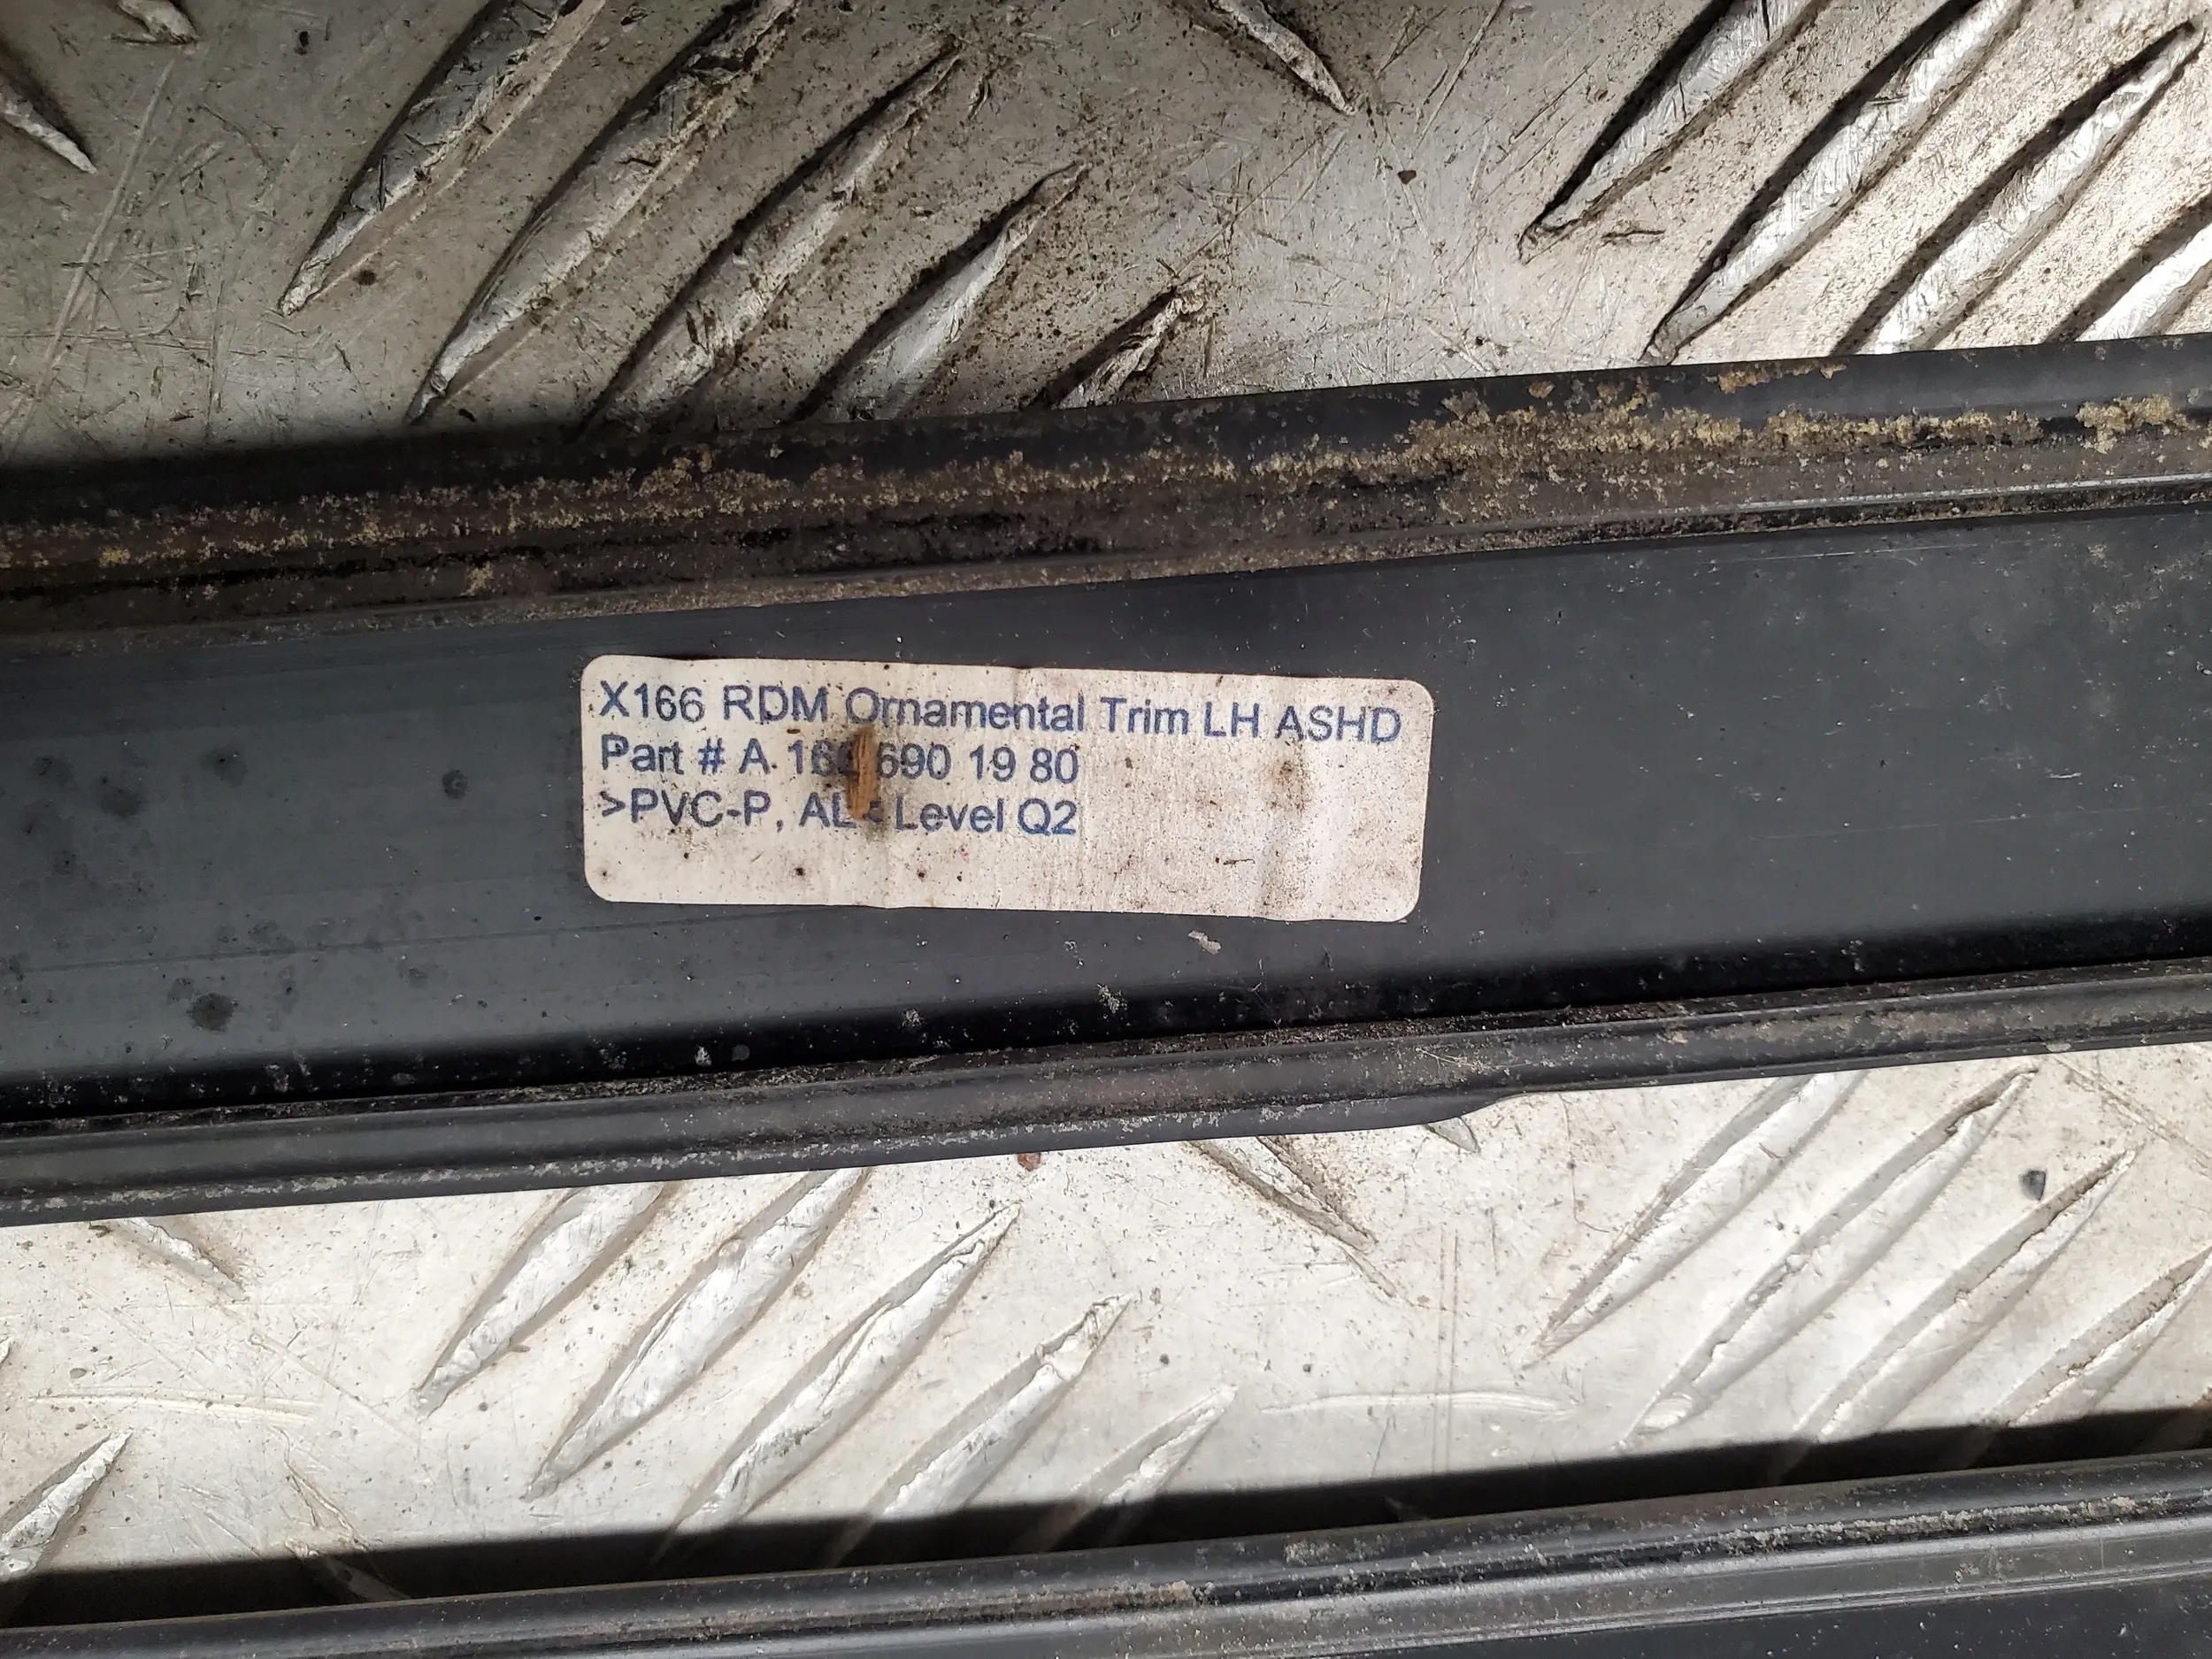 X166 RDM Ornamental Trim LH ASHD
Part # A 690 19 80
>PVC-P, AL< Level Q2